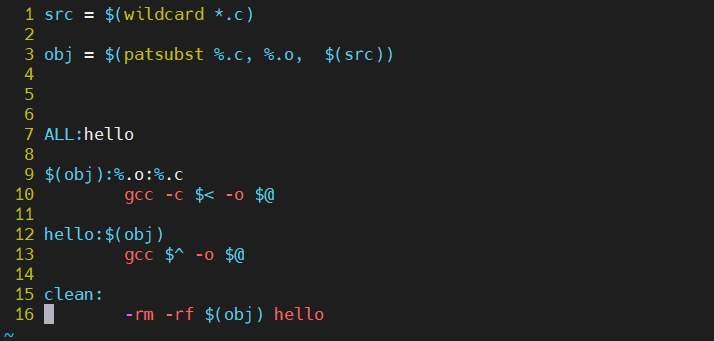 1 src = $(wildcard *.c)
2
3 obj = $(patsubst %.c, %.o,  $(src))
4
5
6
7 ALL:hello
8
9 $(obj):%.o:%.c
10         gcc -c $< -o $@
11
12 hello:$(obj)
13         gcc $^ -o $@
14
15 clean:
16         -rm -rf $(obj) hello
~